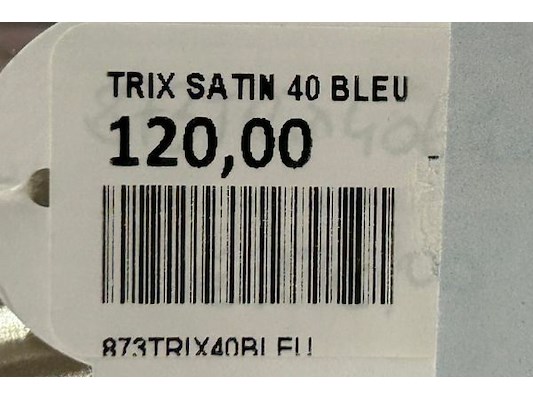 TRIX SATIN 40 BLEU
120,00
873TRIX40BLEU